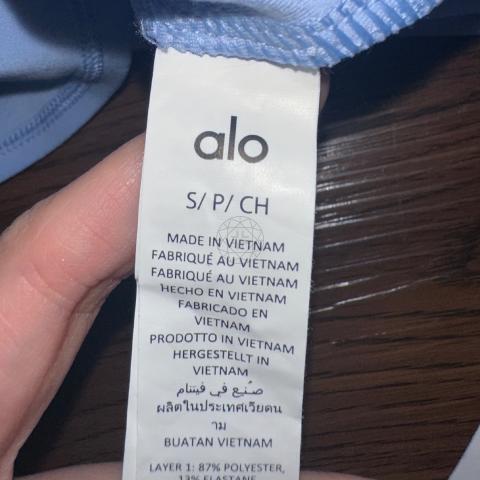 alo
S/ P/ CH
MADE IN VIETNAM
FABRIQUÉ AU VIETNAM
FABRIQUÉ AU VIETNAM
HECHO EN VIETNAM
FABRICADO EN
VIETNAM
PRODOTTO IN VIETNAM
HERGESTELLT IN
VIETNAM
صُنع في فيتنام
ผลิตในประเทศเวียดน
าม
BUATAN VIETNAM
LAYER 1: 87% POLYESTER,
13% ELASTANE